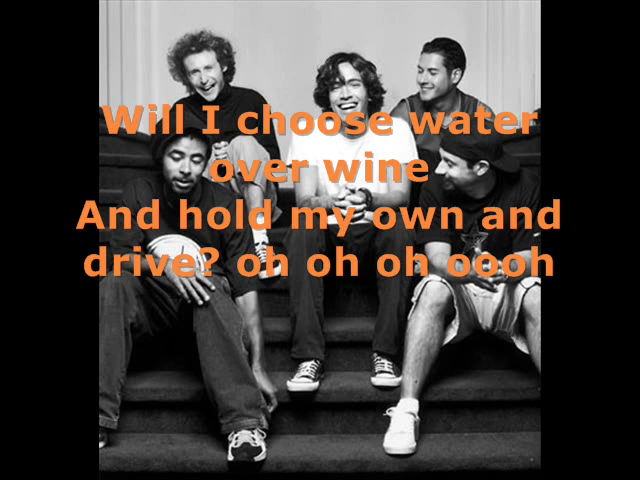 Will I choose water
over wine
And hold my own and
drive? oh oh oh oooh